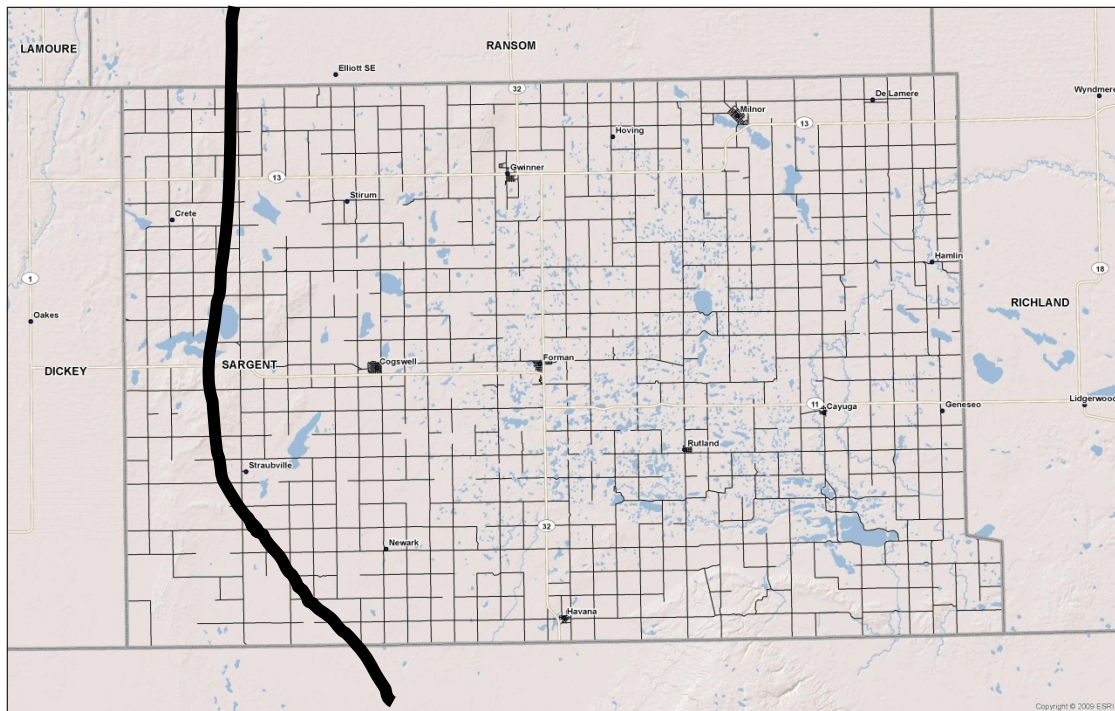 LAMOURE
RANSOM
Elliott SE
32
De Lamere
Wyndmere
Milnor
13
Hoving
Gwinner
13
Stirum
Crete
Hamlin
1
18
RICHLAND
Oakes
Forman
Cogswell
SARGENT
DICKEY
Lidgerwood
11
Cayuga
Geneseo
Rutland
Straubville
32
Newark
Havana
Copyright © 2009 ESRI